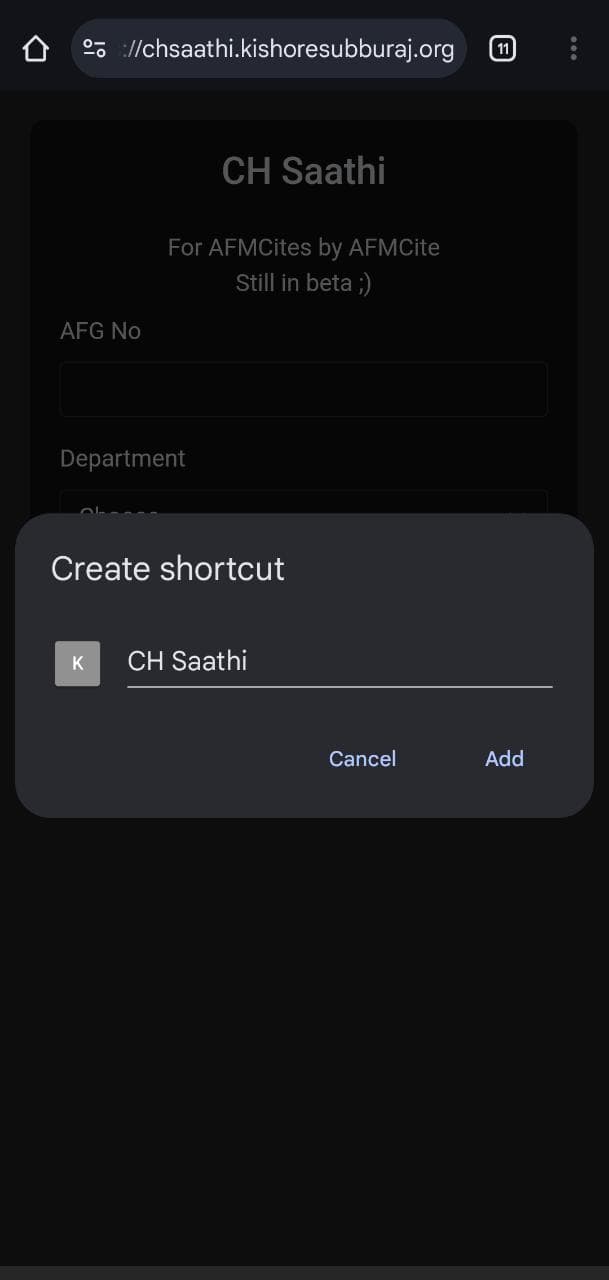 ://chsaathi.kishoresubburaj.org
11
CH Saathi
For AFMCites by AFMCite
Still in beta ;)
AFG No
Department
Choose
Create shortcut
K
CH Saathi
Cancel
Add